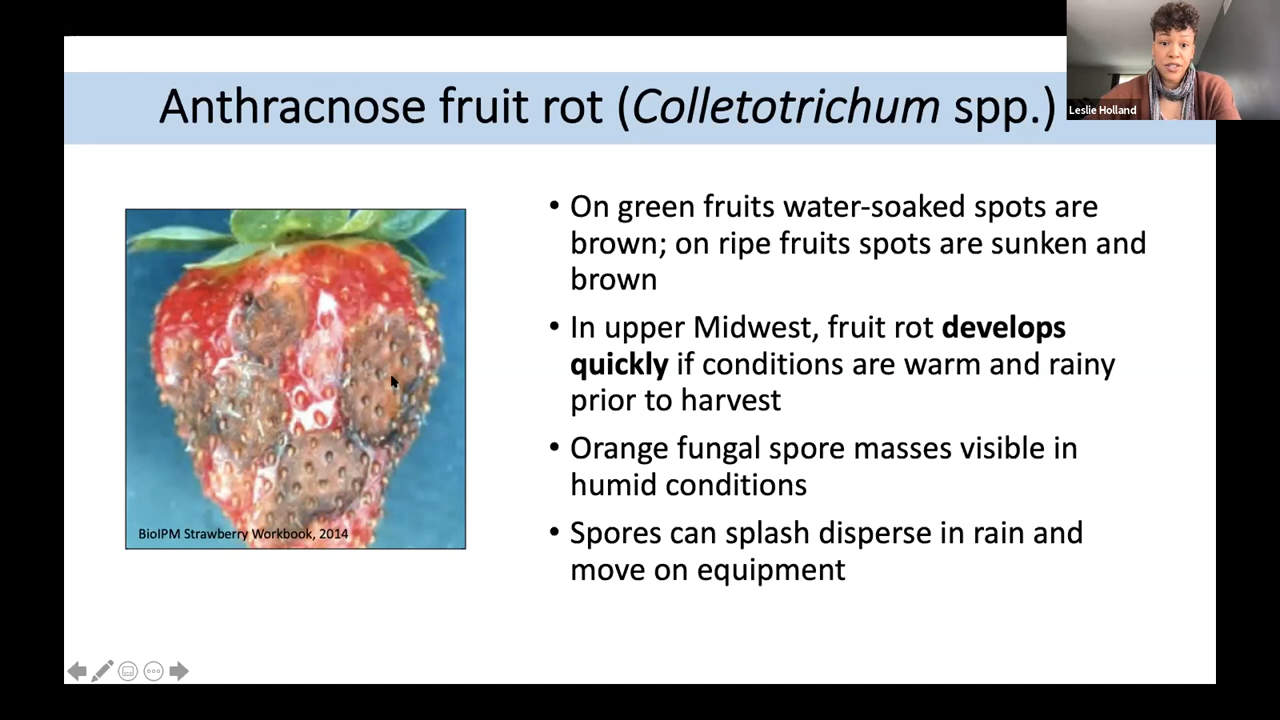 Anthracnose fruit rot (Colletotrichum spp.)
Leslie Holland
• On green fruits water-soaked spots are
brown; on ripe fruits spots are sunken and
brown
• In upper Midwest, fruit rot develops
quickly if conditions are warm and rainy
prior to harvest
• Orange fungal spore masses visible in
humid conditions
• Spores can splash disperse in rain and
move on equipment
BioIPM Strawberry Workbook, 2014